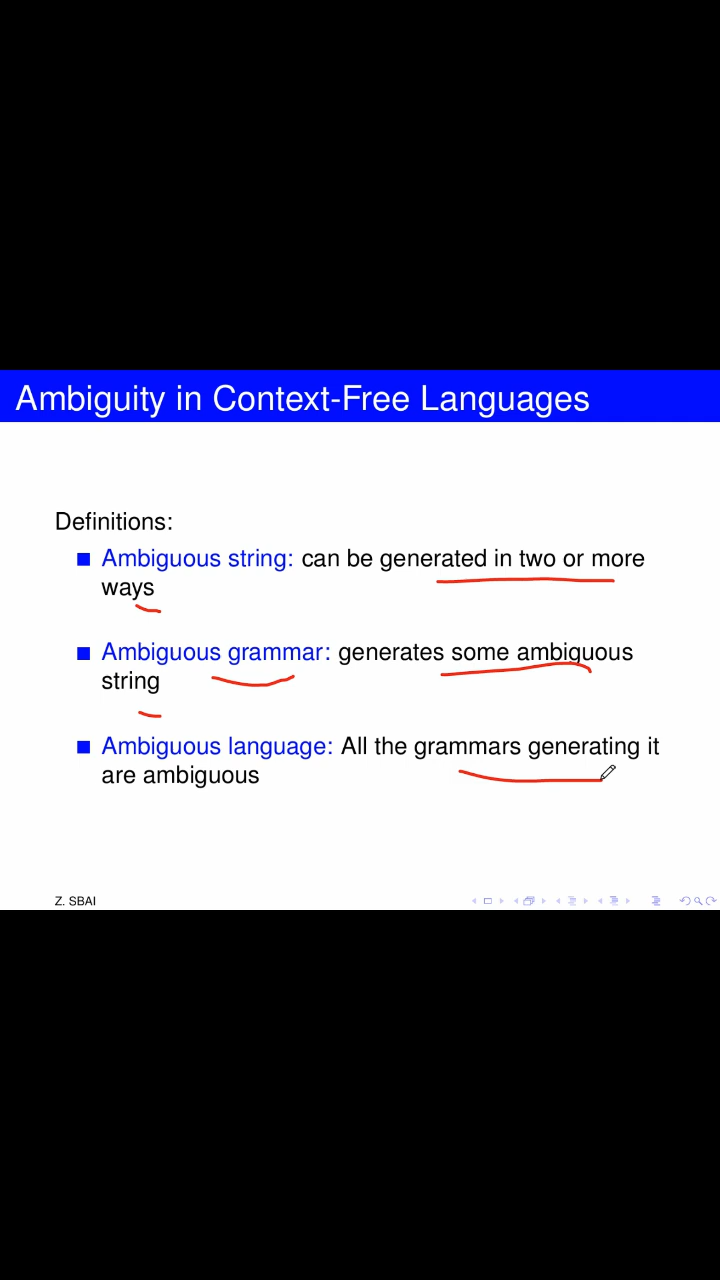 Ambiguity in Context-Free Languages
Definitions:
Ambiguous string: can be generated in two or more
ways
Ambiguous grammar: generates some ambiguous
string
Ambiguous language: All the grammars generating it
are ambiguous
Z. SBAI